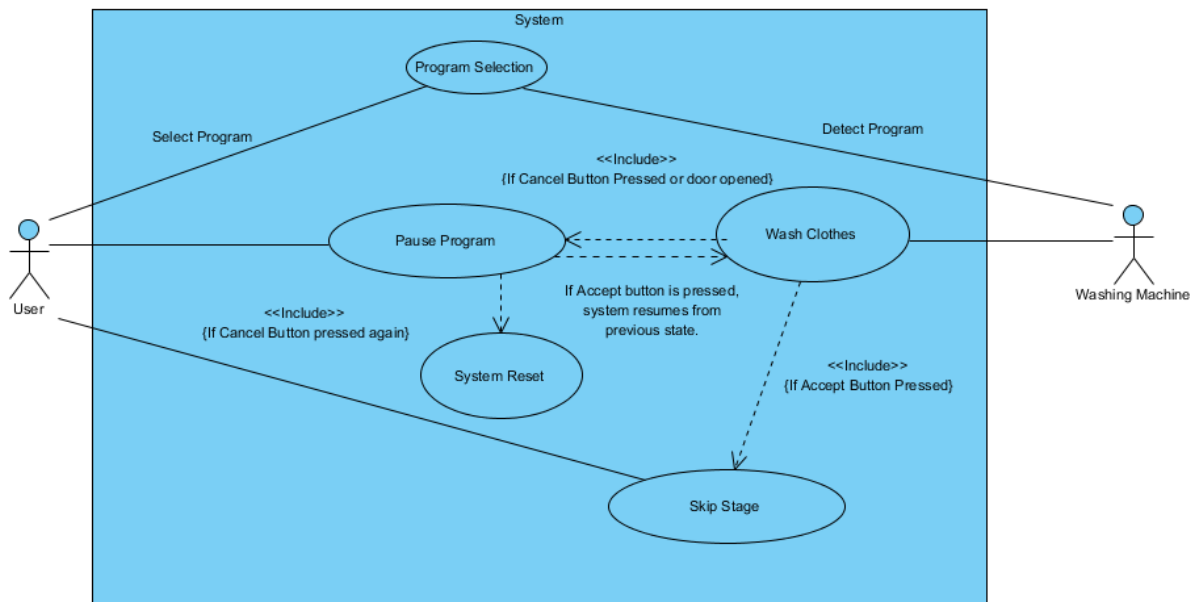 System
Program Selection
Select Program
Detect Program
<<Include>>
{If Cancel Button Pressed or door opened}
Pause Program
Wash Clothes
User
Washing Machine
If Accept button is pressed,
system resumes from
previous state.
<<Include>>
{If Cancel Button pressed again}
System Reset
<<Include>>
{If Accept Button Pressed}
Skip Stage